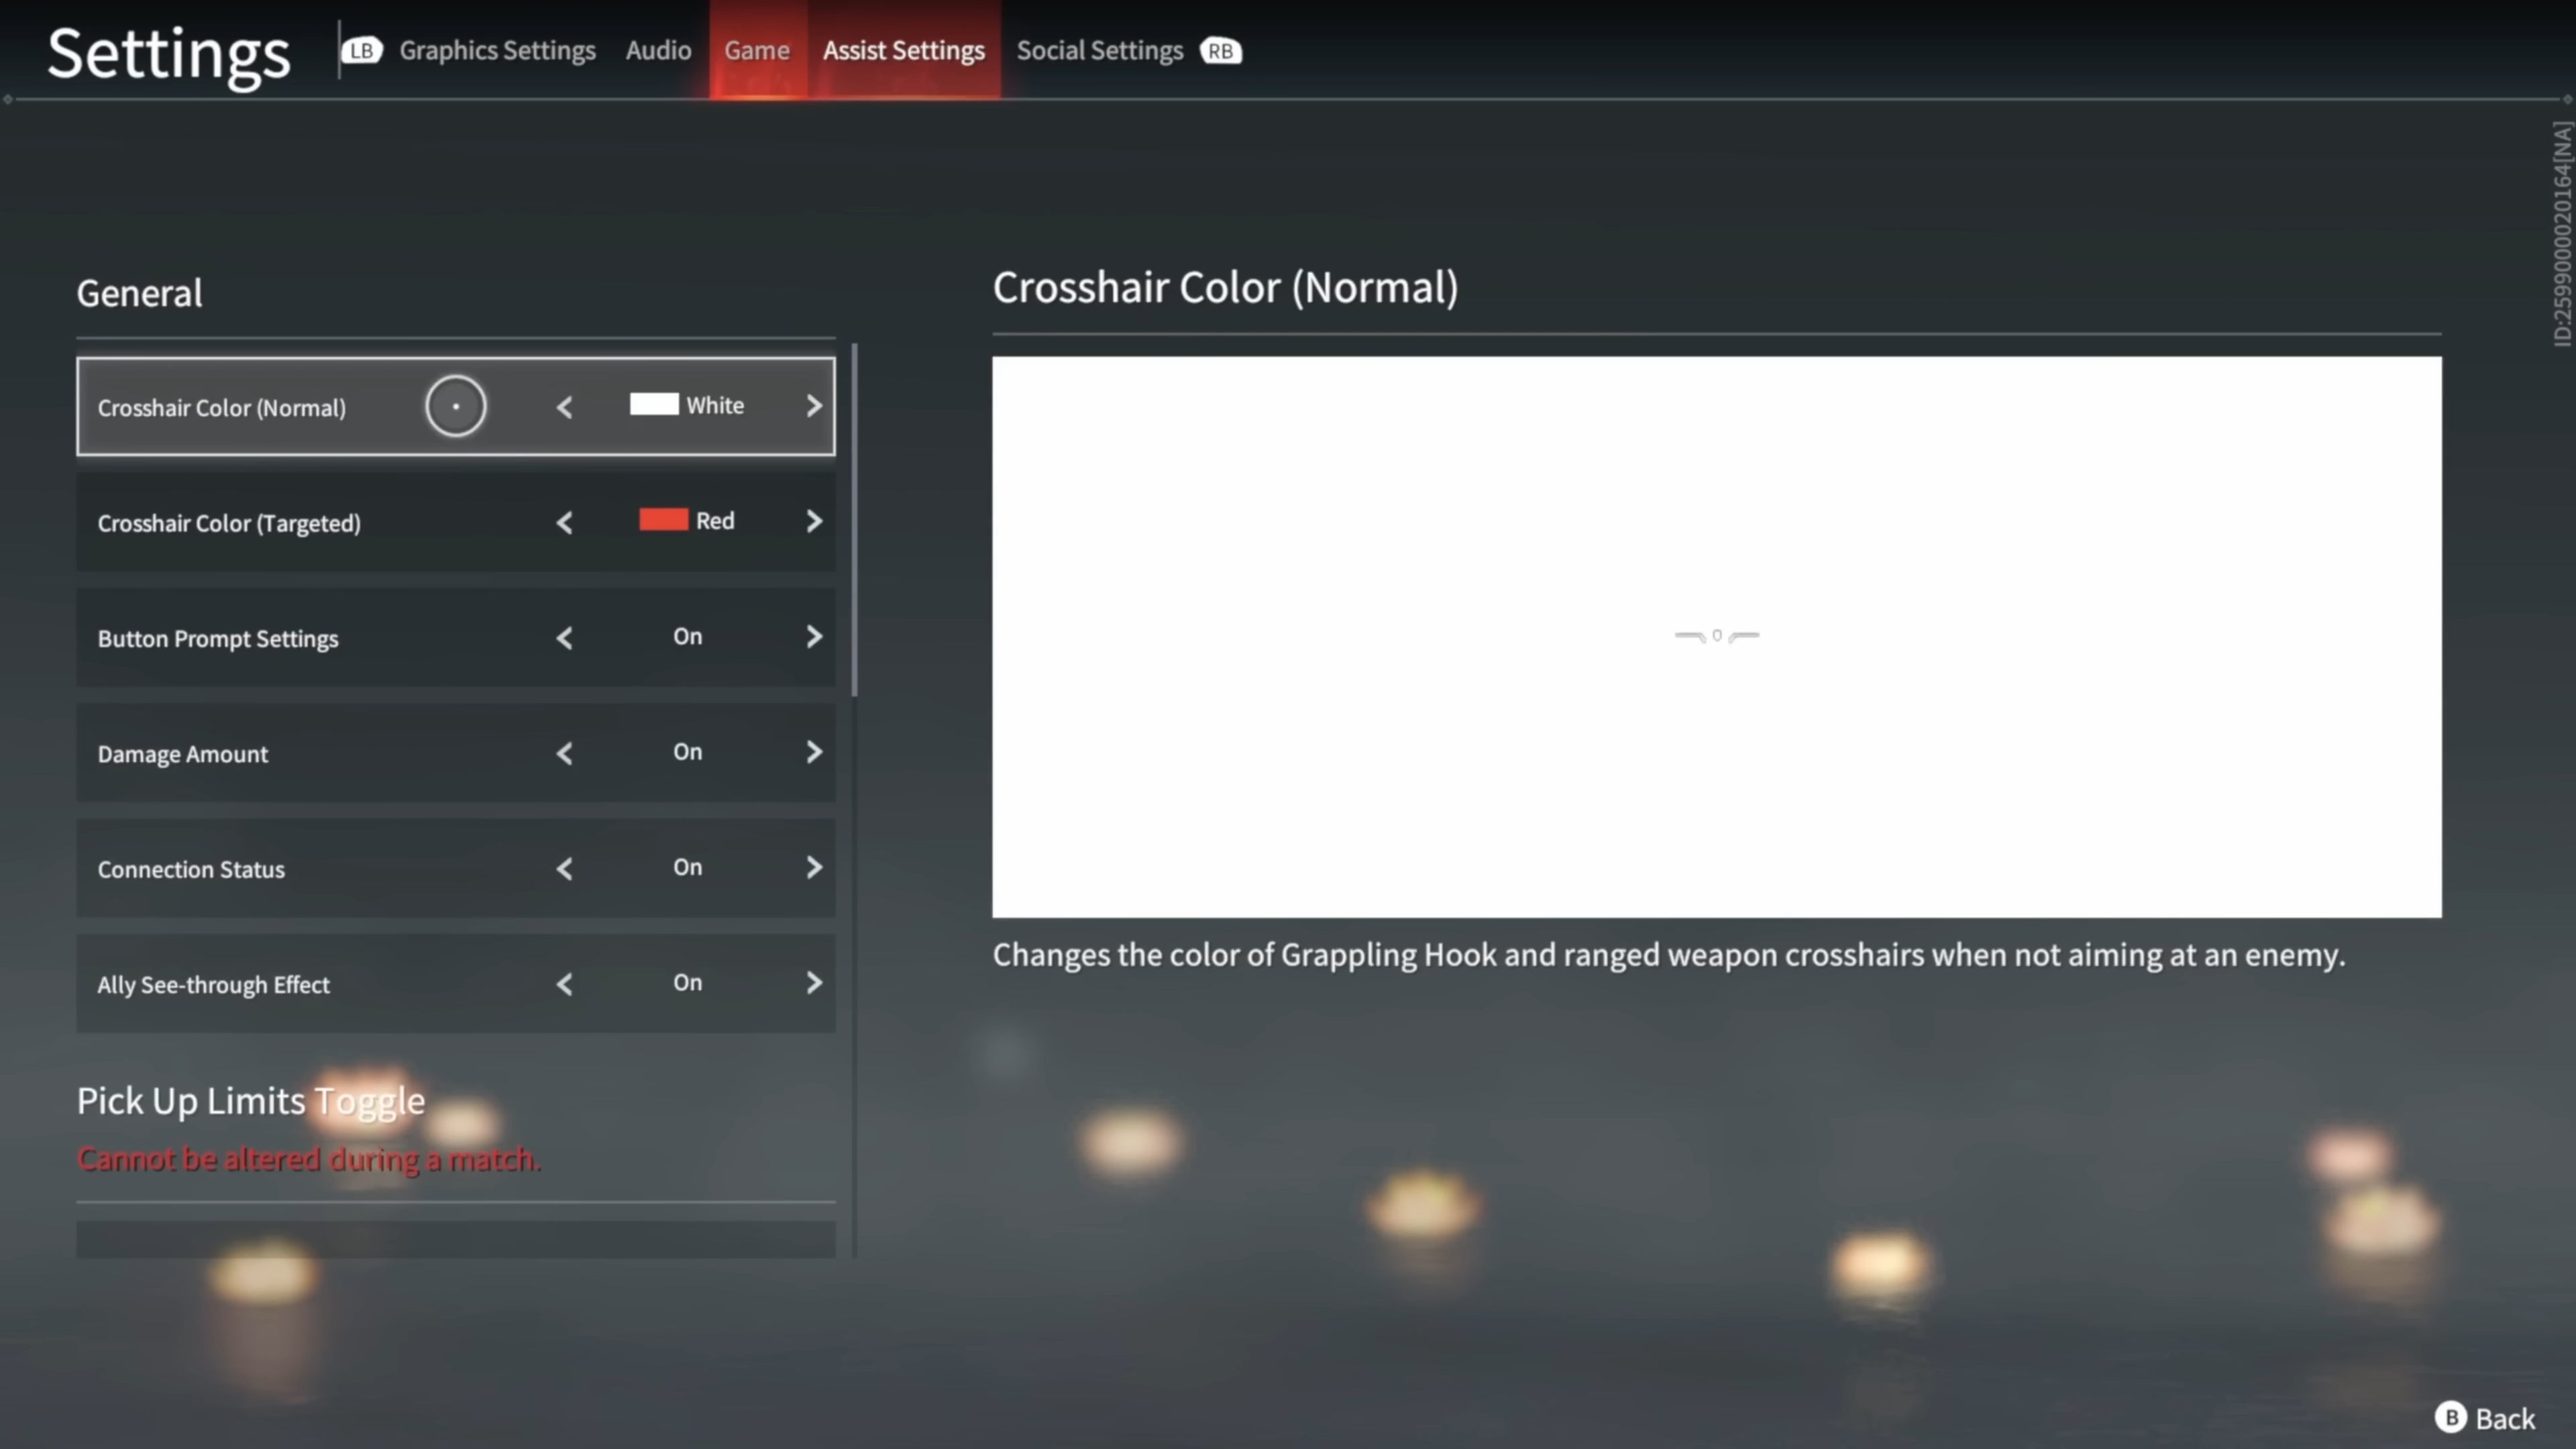 Settings
LB Graphics Settings Audio Game Assist Settings Social Settings RB
ID:2599000020164[NA]
General
Crosshair Color (Normal) < White >
Crosshair Color (Targeted) < Red >
Button Prompt Settings < On >
Damage Amount < On >
Connection Status < On >
Ally See-through Effect < On >
Pick Up Limits Toggle
Cannot be altered during a match.
Crosshair Color (Normal)
Changes the color of Grappling Hook and ranged weapon crosshairs when not aiming at an enemy.
B Back